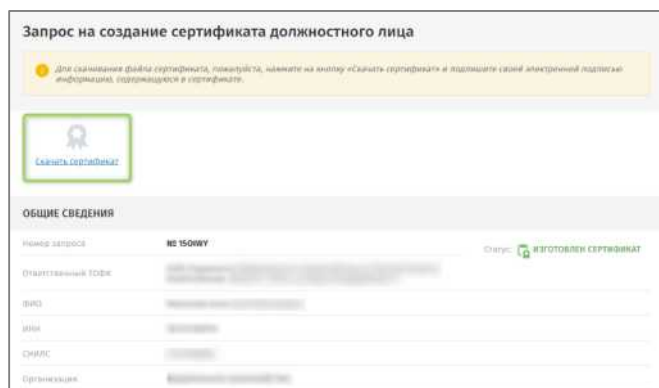 Запрос на создание сертификата должностного лица
Для скачивания файла сертификата, пожалуйста, нажмите на кнопку «Скачать сертификат» и подпишите своей электронной подписью
информацию, содержащуюся в сертификате.
Скачать сертификат
ОБЩИЕ СВЕДЕНИЯ
Номер запроса № 150IWY Статус: ИЗГОТОВЛЕН СЕРТИФИКАТ
Ответственный ТОФК
ФИО
ИНН
СНИЛС
Организация